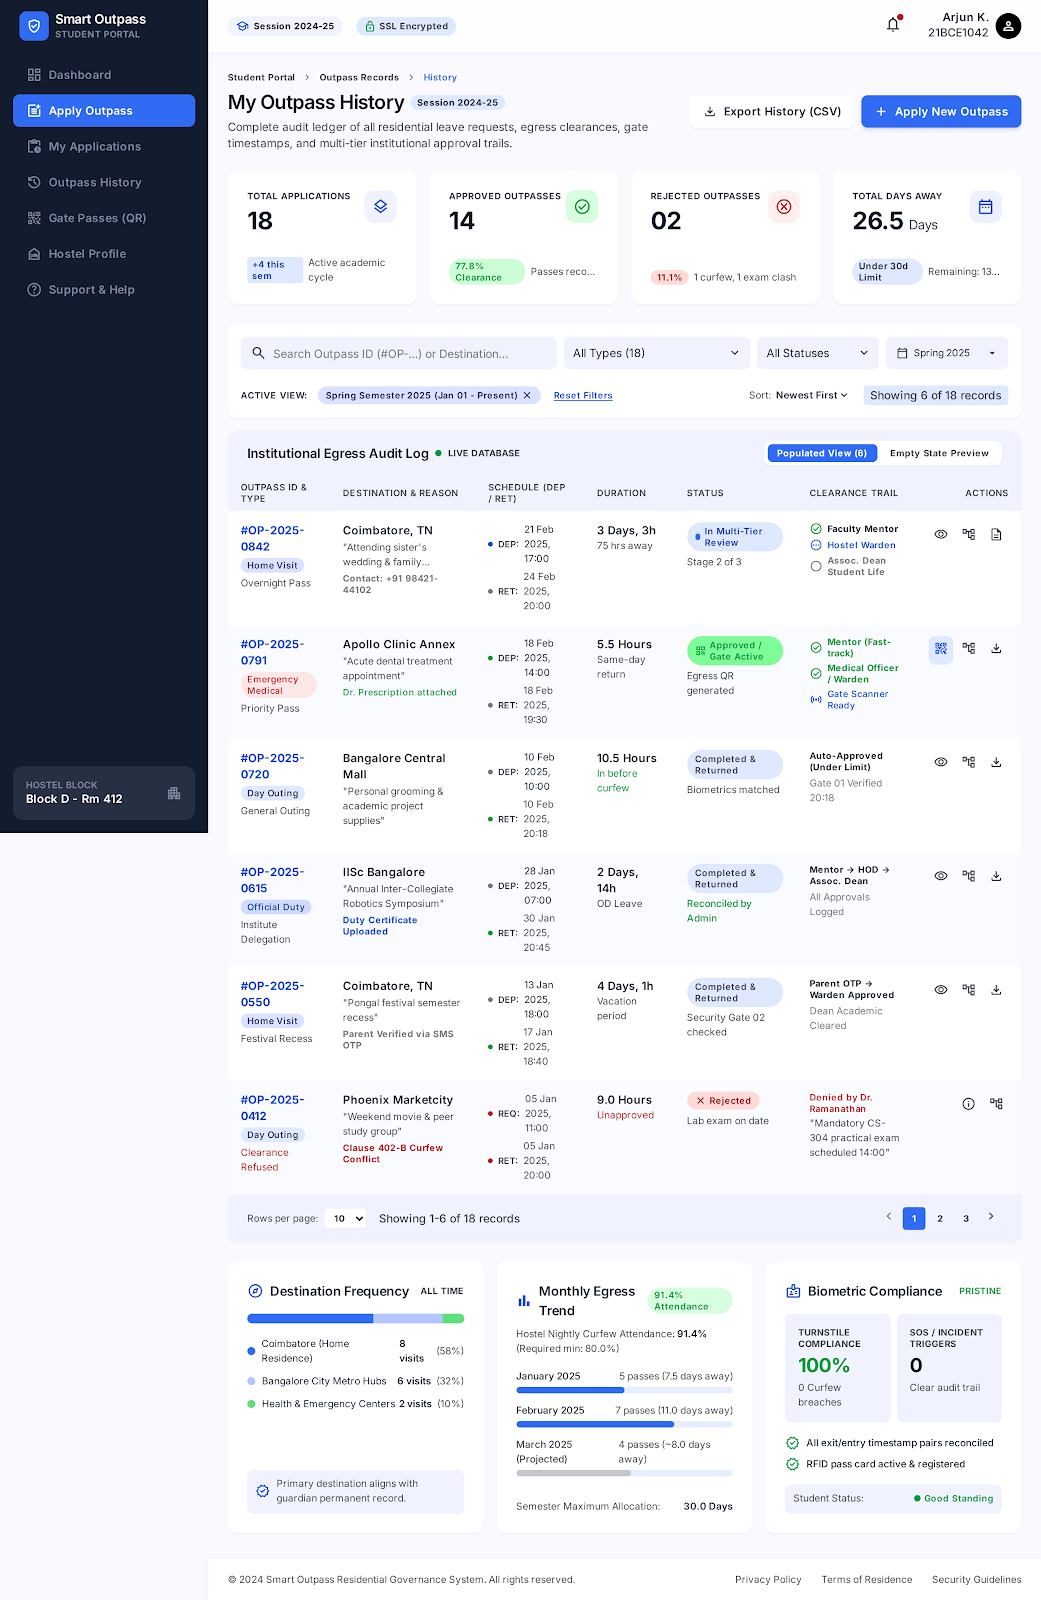 Smart Outpass
STUDENT PORTAL
Dashboard
Apply Outpass
My Applications
Outpass History
Gate Passes (QR)
Hostel Profile
Support & Help
HOSTEL BLOCK
Block D - Rm 412
Session 2024-25
SSL Encrypted
Arjun K.
21BCE1042
Student Portal > Outpass Records > History
My Outpass History
Session 2024-25
Complete audit ledger of all residential leave requests, egress clearances, gate
timestamps, and multi-tier institutional approval trails.
Export History (CSV)
+ Apply New Outpass
TOTAL APPLICATIONS
18
+4 this
sem
Active academic
cycle
APPROVED OUTPASSES
14
77.8%
Clearance
Passes reco...
REJECTED OUTPASSES
02
11.1%
1 curfew, 1 exam clash
TOTAL DAYS AWAY
26.5 Days
Under 30d
Limit
Remaining: 13...
Search Outpass ID (#OP-...) or Destination...
All Types (18)
All Statuses
Spring 2025
ACTIVE VIEW:
Spring Semester 2025 (Jan 01 - Present) ✕
Reset Filters
Sort: Newest First
Showing 6 of 18 records
Institutional Egress Audit Log
LIVE DATABASE
Populated View (6)
Empty State Preview
OUTPASS ID &
TYPE
DESTINATION & REASON
SCHEDULE (DEP
/ RET)
DURATION
STATUS
CLEARANCE TRAIL
ACTIONS
#OP-2025-
0842
Home Visit
Overnight Pass
Coimbatore, TN
"Attending sister's
wedding & family...
Contact: +91 98421-
44102
DEP:
21 Feb
2025,
17:00
RET:
24 Feb
2025,
20:00
3 Days, 3h
75 hrs away
In Multi-Tier
Review
Stage 2 of 3
Faculty Mentor
Hostel Warden
Assoc. Dean
Student Life
#OP-2025-
0791
Emergency
Medical
Priority Pass
Apollo Clinic Annex
"Acute dental treatment
appointment"
Dr. Prescription attached
DEP:
18 Feb
2025,
14:00
RET:
18 Feb
2025,
19:30
5.5 Hours
Same-day
return
Approved /
Gate Active
Egress QR
generated
Mentor (Fast-
track)
Medical Officer
/ Warden
Gate Scanner
Ready
#OP-2025-
0720
Day Outing
General Outing
Bangalore Central
Mall
"Personal grooming &
academic project
supplies"
DEP:
10 Feb
2025,
10:00
RET:
10 Feb
2025,
20:18
10.5 Hours
In before
curfew
Completed &
Returned
Biometrics matched
Auto-Approved
(Under Limit)
Gate 01 Verified
20:18
#OP-2025-
0615
Official Duty
Institute
Delegation
IISc Bangalore
"Annual Inter-Collegiate
Robotics Symposium"
Duty Certificate
Uploaded
DEP:
28 Jan
2025,
07:00
RET:
30 Jan
2025,
20:45
2 Days,
14h
OD Leave
Completed &
Returned
Reconciled by
Admin
Mentor → HOD →
Assoc. Dean
All Approvals
Logged
#OP-2025-
0550
Home Visit
Festival Recess
Coimbatore, TN
"Pongal festival semester
recess"
Parent Verified via SMS
OTP
DEP:
13 Jan
2025,
18:00
RET:
17 Jan
2025,
18:40
4 Days, 1h
Vacation
period
Completed &
Returned
Security Gate 02
checked
Parent OTP →
Warden Approved
Dean Academic
Cleared
#OP-2025-
0412
Day Outing
Clearance
Refused
Phoenix Marketcity
"Weekend movie & peer
study group"
Clause 402-B Curfew
Conflict
REQ:
05 Jan
2025,
11:00
RET:
05 Jan
2025,
20:00
9.0 Hours
Unapproved
✕ Rejected
Lab exam on date
Denied by Dr.
Ramanathan
"Mandatory CS-
304 practical exam
scheduled 14:00"
Rows per page: 10
Showing 1-6 of 18 records
< 1 2 3 >
Destination Frequency
ALL TIME
Coimbatore (Home
Residence)
8
visits
(58%)
Bangalore City Metro Hubs 6 visits (32%)
Health & Emergency Centers 2 visits (10%)
Primary destination aligns with
guardian permanent record.
Monthly Egress
Trend
91.4%
Attendance
Hostel Nightly Curfew Attendance: 91.4%
(Required min: 80.0%)
January 2025 5 passes (7.5 days away)
February 2025 7 passes (11.0 days away)
March 2025
(Projected)
4 passes (~8.0 days
away)
Semester Maximum Allocation: 30.0 Days
Biometric Compliance
PRISTINE
TURNSTILE
COMPLIANCE
100%
0 Curfew
breaches
SOS / INCIDENT
TRIGGERS
0
Clear audit trail
All exit/entry timestamp pairs reconciled
RFID pass card active & registered
Student Status: Good Standing
© 2024 Smart Outpass Residential Governance System. All rights reserved.
Privacy Policy
Terms of Residence
Security Guidelines